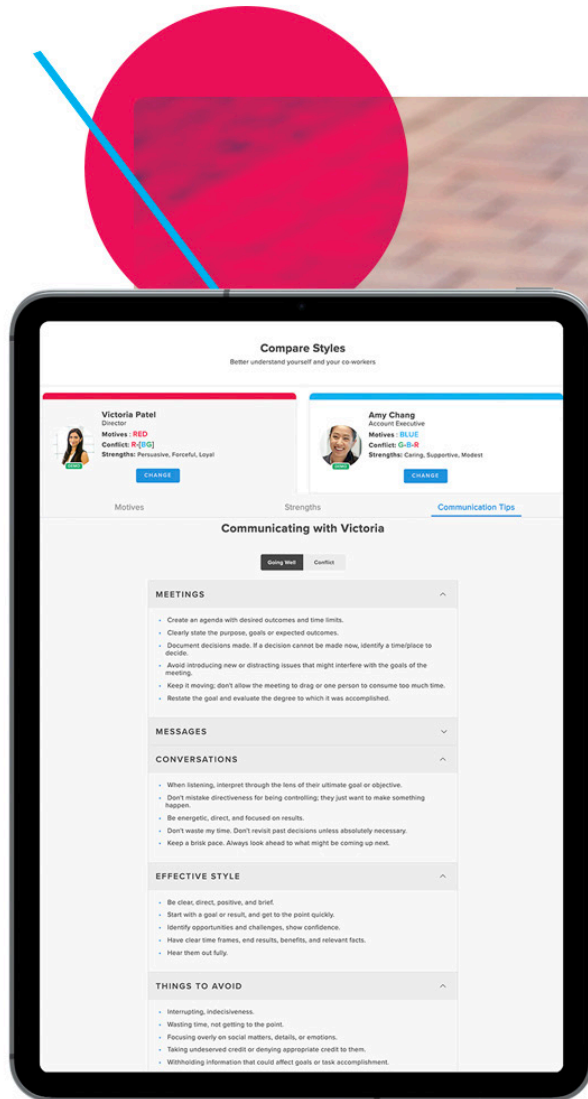 Compare Styles
Better understand yourself and your co-workers
Victoria Patel
Director
Motives : RED
Conflict: R-[BG]
Strengths: Persuasive, Forceful, Loyal
DEMO
CHANGE
Amy Chang
Account Executive
Motives : BLUE
Conflict: G-B-R
Strengths: Caring, Supportive, Modest
DEMO
CHANGE
Motives
Strengths
Communication Tips
Communicating with Victoria
Going Well
Conflict
MEETINGS
• Create an agenda with desired outcomes and time limits.
• Clearly state the purpose, goals or expected outcomes.
• Document decisions made. If a decision cannot be made now, identify a time/place to
decide.
• Avoid introducing new or distracting issues that might interfere with the goals of the
meeting.
• Keep it moving; don't allow the meeting to drag or one person to consume too much time.
• Restate the goal and evaluate the degree to which it was accomplished.
MESSAGES
CONVERSATIONS
• When listening, interpret through the lens of their ultimate goal or objective.
• Don't mistake directiveness for being controlling; they just want to make something
happen.
• Be energetic, direct, and focused on results.
• Don't waste my time. Don't revisit past decisions unless absolutely necessary.
• Keep a brisk pace. Always look ahead to what might be coming up next.
EFFECTIVE STYLE
• Be clear, direct, positive, and brief.
• Start with a goal or result, and get to the point quickly.
• Identify opportunities and challenges, show confidence.
• Have clear time frames, end results, benefits, and relevant facts.
• Hear them out fully.
THINGS TO AVOID
• Interrupting, indecisiveness.
• Wasting time, not getting to the point.
• Focusing overly on social matters, details, or emotions.
• Taking undeserved credit or denying appropriate credit to them.
• Withholding information that could affect goals or task accomplishment.